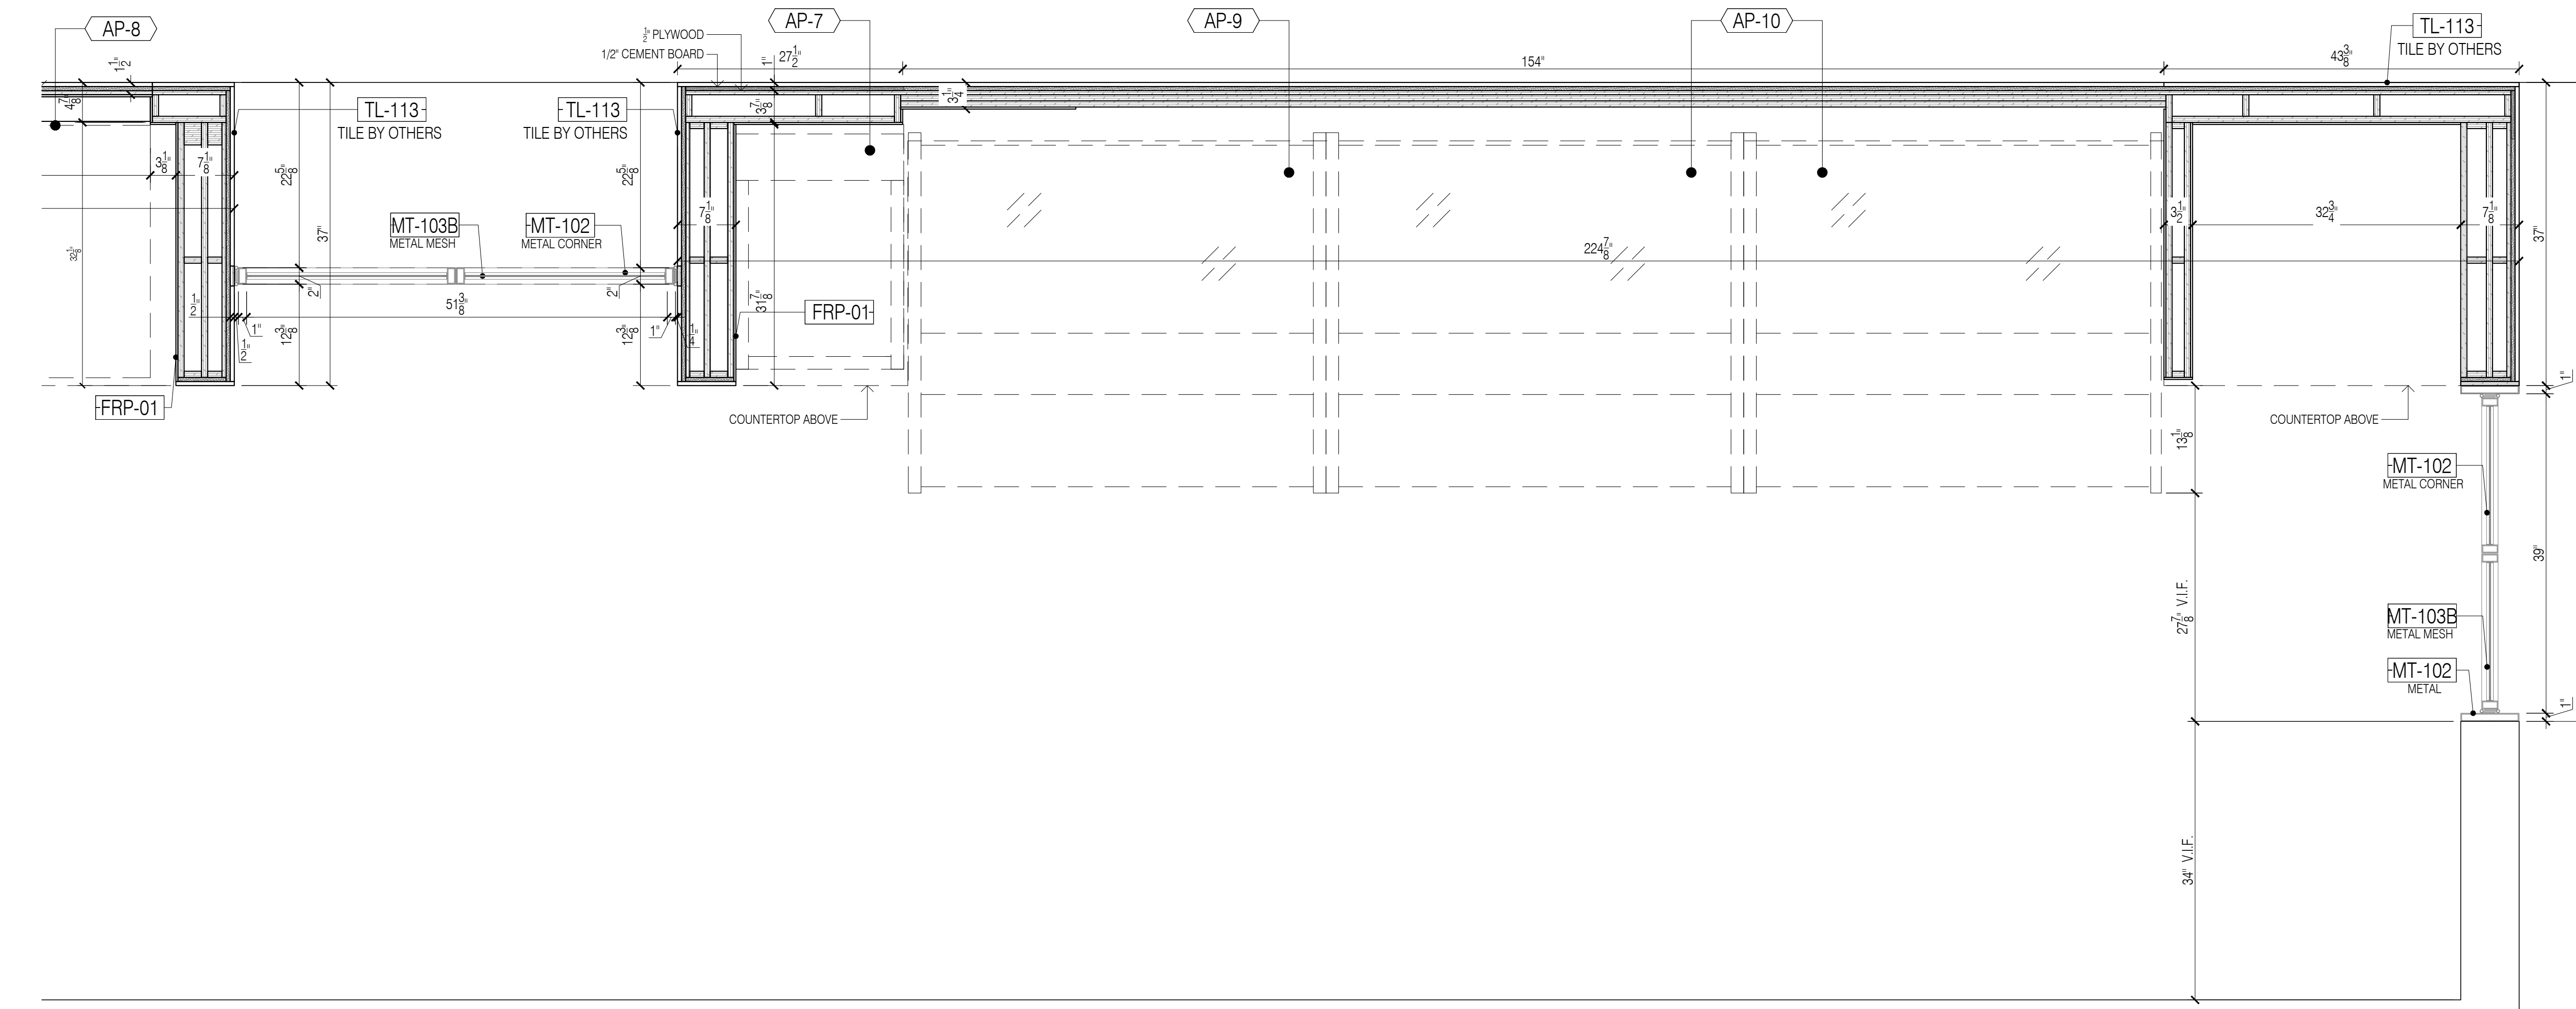 AP-8
AP-7
AP-9
AP-10
TL-113
TILE BY OTHERS
1/2" PLYWOOD
1/2" CEMENT BOARD
1"
27 1/2"
154"
43 3/8"
1 1/2"
4 7/8"
TL-113
TILE BY OTHERS
TL-113
TILE BY OTHERS
3 7/8"
3 1/4"
3 1/8"
7 1/8"
22 5/8"
22 5/8"
37"
32 1/8"
MT-103B
METAL MESH
MT-102
METAL CORNER
7 1/8"
3 1/2"
32 3/4"
7 1/8"
37"
224 7/8"
2"
2"
51 3/8"
1/2"
1"
1/2"
12 3/8"
12 3/8"
1"
1/4"
31 7/8"
FRP-01
FRP-01
COUNTERTOP ABOVE
COUNTERTOP ABOVE
1"
13 1/8"
MT-102
METAL CORNER
39"
27 7/8" V.I.F.
MT-103B
METAL MESH
MT-102
METAL
1"
34" V.I.F.